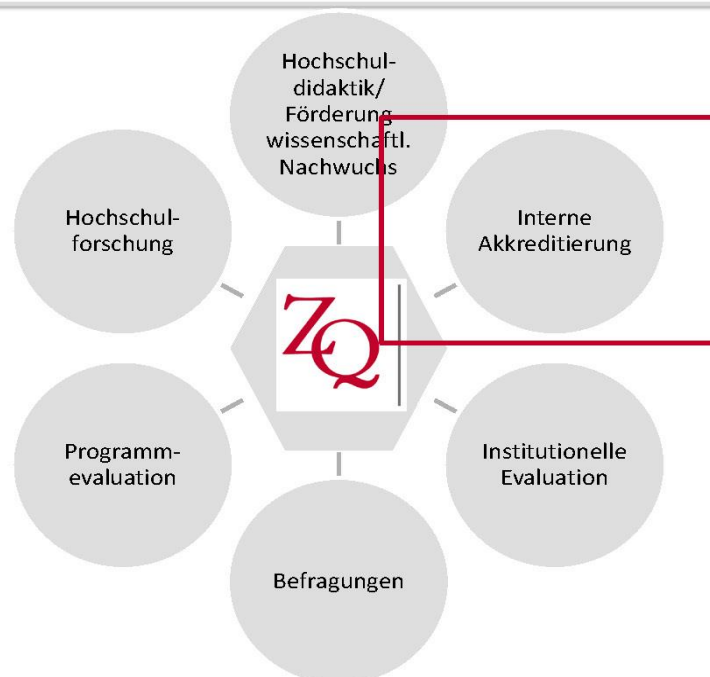 Hochschul-
didaktik/
Förderung
wissenschaftl.
Nachwuchs
Hochschul-
forschung
Interne
Akkreditierung
ZQ
Programm-
evaluation
Institutionelle
Evaluation
Befragungen